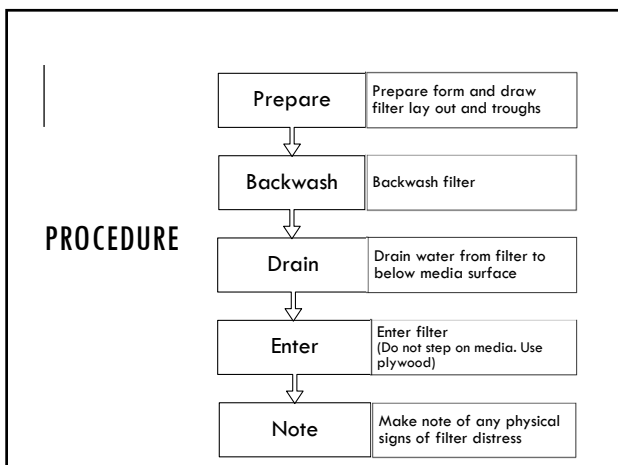 PROCEDURE
Prepare
Prepare form and draw
filter lay out and troughs
Backwash
Backwash filter
Drain
Drain water from filter to
below media surface
Enter
Enter filter
(Do not step on media. Use
plywood)
Note
Make note of any physical
signs of filter distress